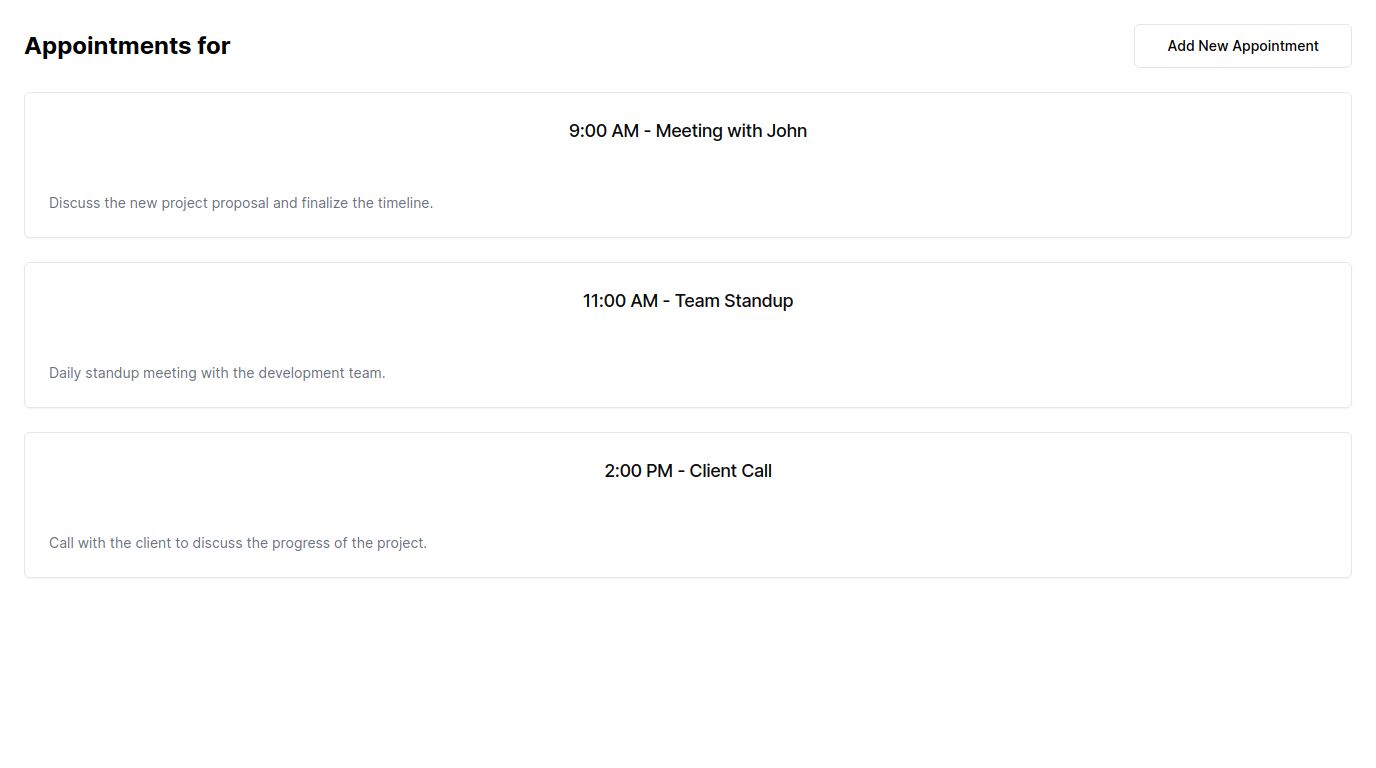 Appointments for
Add New Appointment
9:00 AM - Meeting with John
Discuss the new project proposal and finalize the timeline.
11:00 AM - Team Standup
Daily standup meeting with the development team.
2:00 PM - Client Call
Call with the client to discuss the progress of the project.